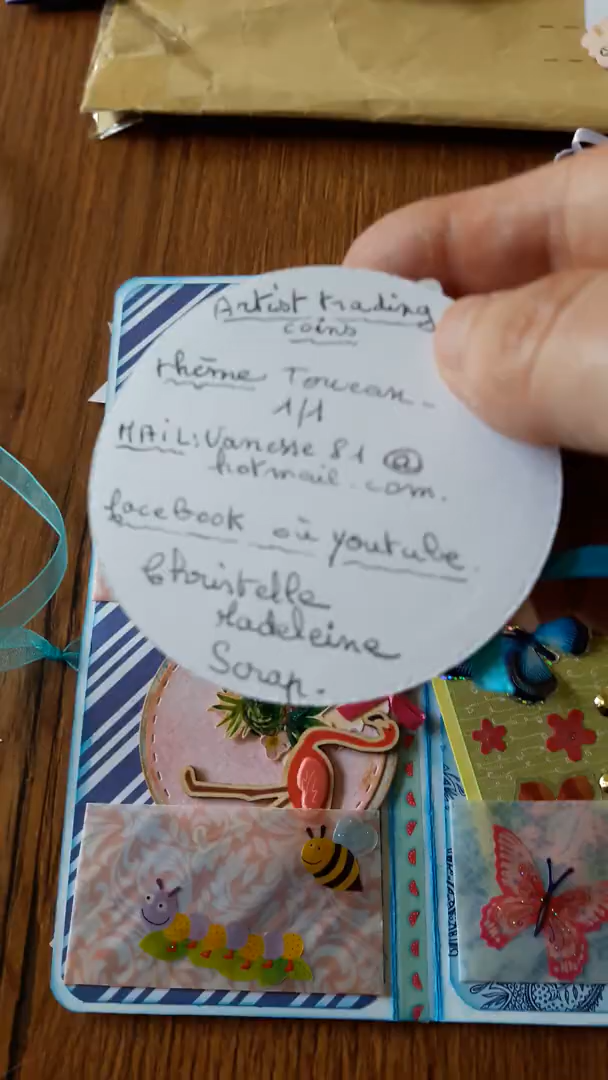 Artist trading
coins
thème Toucan -
1/1
MAiL: Vanesse 81 @
hotmail.com.
facebook où youtube.
Christelle
Madeleine
Scrap.